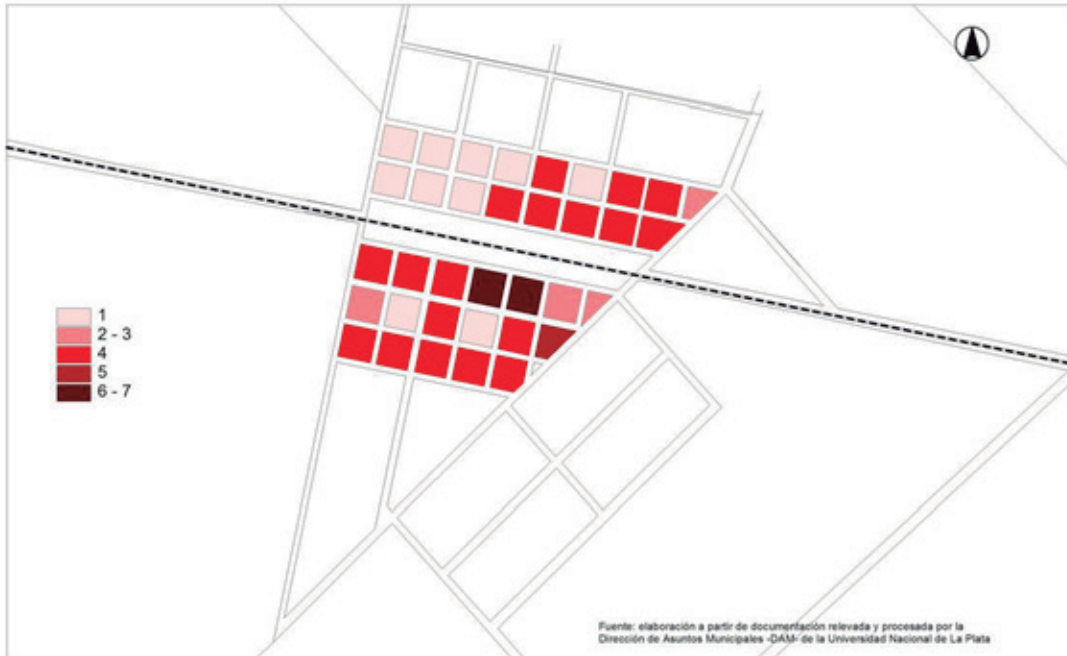 1
2 - 3
4
5
6 - 7
Fuente: elaboración a partir de documentación relevada y procesada por la
Dirección de Asuntos Municipales -DAM- de la Universidad Nacional de La Plata